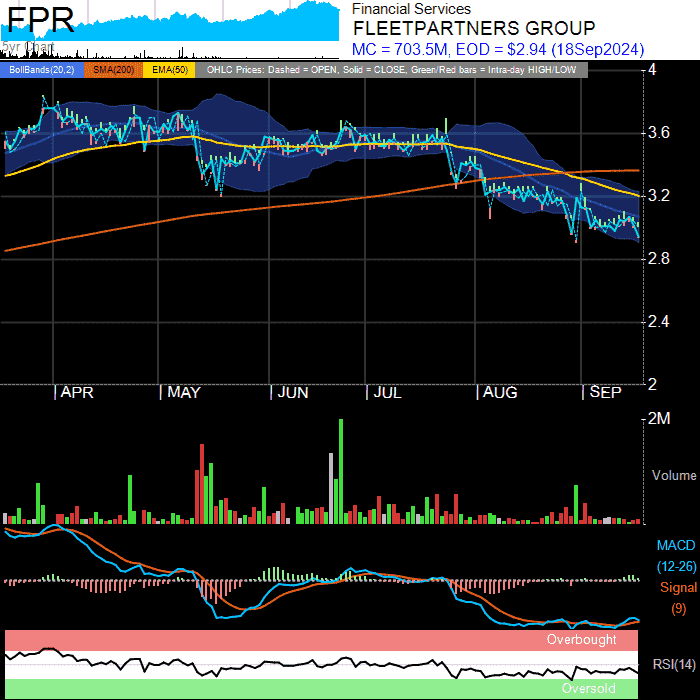 FPR
5yr Chart
Financial Services
FLEETPARTNERS GROUP
MC = 703.5M, EOD = $2.94 (18Sep2024)
BollBands(20,2) SMA(200) EMA(50) OHLC Prices: Dashed = OPEN, Solid = CLOSE, Green/Red bars = Intra-day HIGH/LOW
4
3.6
3.2
2.8
2.4
2
APR MAY JUN JUL AUG SEP
2M
Volume
MACD
(12-26)
Signal
(9)
Overbought
RSI(14)
Oversold